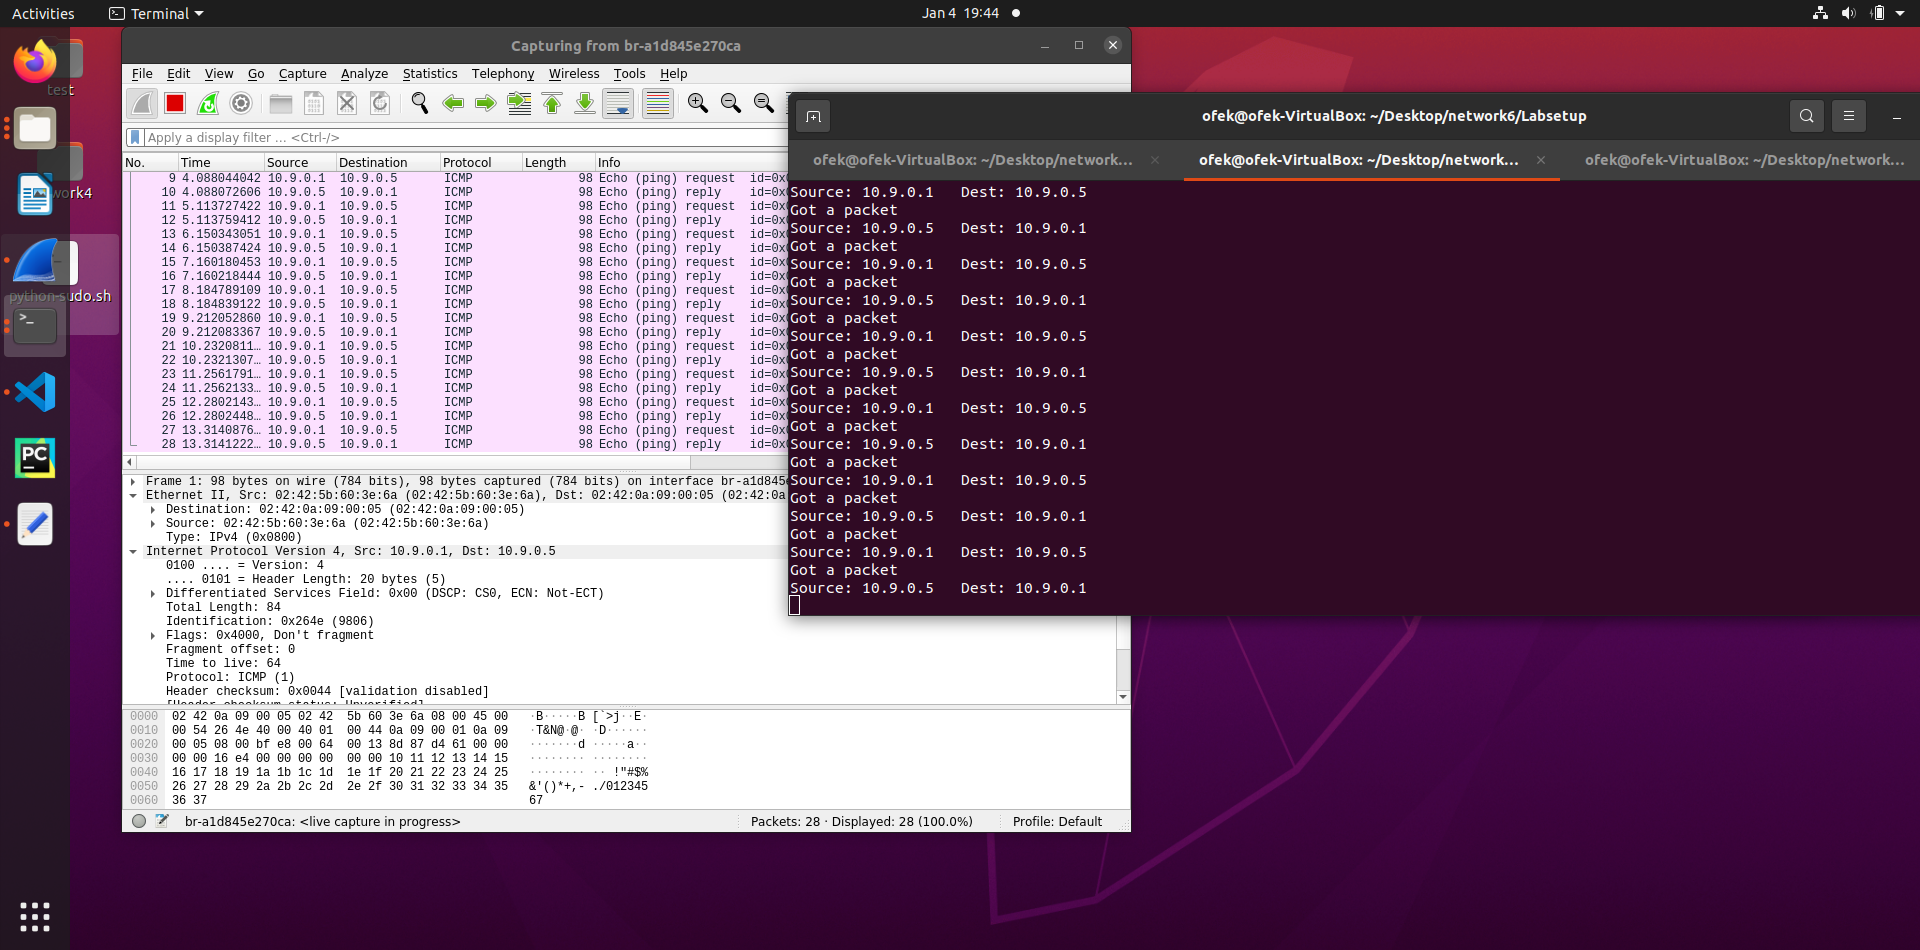 Activities
Terminal
Jan 4 19:44
test
work4
python-sudo.sh
Capturing from br-a1d845e270ca
File Edit View Go Capture Analyze Statistics Telephony Wireless Tools Help
Apply a display filter … <Ctrl-/>
No. Time Source Destination Protocol Length Info
9 4.088044042 10.9.0.1 10.9.0.5 ICMP 98 Echo (ping) request id=0x0
10 4.088072606 10.9.0.5 10.9.0.1 ICMP 98 Echo (ping) reply id=0x0
11 5.113727422 10.9.0.1 10.9.0.5 ICMP 98 Echo (ping) request id=0x0
12 5.113759412 10.9.0.5 10.9.0.1 ICMP 98 Echo (ping) reply id=0x0
13 6.150343051 10.9.0.1 10.9.0.5 ICMP 98 Echo (ping) request id=0x0
14 6.150387424 10.9.0.5 10.9.0.1 ICMP 98 Echo (ping) reply id=0x0
15 7.160180453 10.9.0.1 10.9.0.5 ICMP 98 Echo (ping) request id=0x0
16 7.160218444 10.9.0.5 10.9.0.1 ICMP 98 Echo (ping) reply id=0x0
17 8.184789109 10.9.0.1 10.9.0.5 ICMP 98 Echo (ping) request id=0x0
18 8.184839122 10.9.0.5 10.9.0.1 ICMP 98 Echo (ping) reply id=0x0
19 9.212052860 10.9.0.1 10.9.0.5 ICMP 98 Echo (ping) request id=0x0
20 9.212083367 10.9.0.5 10.9.0.1 ICMP 98 Echo (ping) reply id=0x0
21 10.2320811… 10.9.0.1 10.9.0.5 ICMP 98 Echo (ping) request id=0x0
22 10.2321307… 10.9.0.5 10.9.0.1 ICMP 98 Echo (ping) reply id=0x0
23 11.2561791… 10.9.0.1 10.9.0.5 ICMP 98 Echo (ping) request id=0x0
24 11.2562133… 10.9.0.5 10.9.0.1 ICMP 98 Echo (ping) reply id=0x0
25 12.2802143… 10.9.0.1 10.9.0.5 ICMP 98 Echo (ping) request id=0x0
26 12.2802448… 10.9.0.5 10.9.0.1 ICMP 98 Echo (ping) reply id=0x0
27 13.3140876… 10.9.0.1 10.9.0.5 ICMP 98 Echo (ping) request id=0x0
28 13.3141222… 10.9.0.5 10.9.0.1 ICMP 98 Echo (ping) reply id=0x0
Frame 1: 98 bytes on wire (784 bits), 98 bytes captured (784 bits) on interface br-a1d845e
Ethernet II, Src: 02:42:5b:60:3e:6a (02:42:5b:60:3e:6a), Dst: 02:42:0a:09:00:05 (02:42:0a
Destination: 02:42:0a:09:00:05 (02:42:0a:09:00:05)
Source: 02:42:5b:60:3e:6a (02:42:5b:60:3e:6a)
Type: IPv4 (0x0800)
Internet Protocol Version 4, Src: 10.9.0.1, Dst: 10.9.0.5
0100 .... = Version: 4
.... 0101 = Header Length: 20 bytes (5)
Differentiated Services Field: 0x00 (DSCP: CS0, ECN: Not-ECT)
Total Length: 84
Identification: 0x264e (9806)
Flags: 0x4000, Don't fragment
Fragment offset: 0
Time to live: 64
Protocol: ICMP (1)
Header checksum: 0x0044 [validation disabled]
[Header checksum status: Unverified]
0000 02 42 0a 09 00 05 02 42 5b 60 3e 6a 08 00 45 00 ·B·····B [`>j··E·
0010 00 54 26 4e 40 00 40 01 00 44 0a 09 00 01 0a 09 ·T&N@·@· ·D······
0020 00 05 08 00 bf e8 00 64 00 13 8d 87 d4 61 00 00 ·······d ·····a··
0030 00 00 16 e4 00 00 00 00 00 00 10 11 12 13 14 15 ········ ········
0040 16 17 18 19 1a 1b 1c 1d 1e 1f 20 21 22 23 24 25 ········ ·· !"#$%
0050 26 27 28 29 2a 2b 2c 2d 2e 2f 30 31 32 33 34 35 &'()*+,- ./012345
0060 36 37 67
br-a1d845e270ca: <live capture in progress>
Packets: 28 · Displayed: 28 (100.0%)
Profile: Default
ofek@ofek-VirtualBox: ~/Desktop/network6/Labsetup
ofek@ofek-VirtualBox: ~/Desktop/network…
ofek@ofek-VirtualBox: ~/Desktop/network…
ofek@ofek-VirtualBox: ~/Desktop/network…
Source: 10.9.0.1 Dest: 10.9.0.5
Got a packet
Source: 10.9.0.5 Dest: 10.9.0.1
Got a packet
Source: 10.9.0.1 Dest: 10.9.0.5
Got a packet
Source: 10.9.0.5 Dest: 10.9.0.1
Got a packet
Source: 10.9.0.1 Dest: 10.9.0.5
Got a packet
Source: 10.9.0.5 Dest: 10.9.0.1
Got a packet
Source: 10.9.0.1 Dest: 10.9.0.5
Got a packet
Source: 10.9.0.5 Dest: 10.9.0.1
Got a packet
Source: 10.9.0.1 Dest: 10.9.0.5
Got a packet
Source: 10.9.0.5 Dest: 10.9.0.1
Got a packet
Source: 10.9.0.1 Dest: 10.9.0.5
Got a packet
Source: 10.9.0.5 Dest: 10.9.0.1
PC